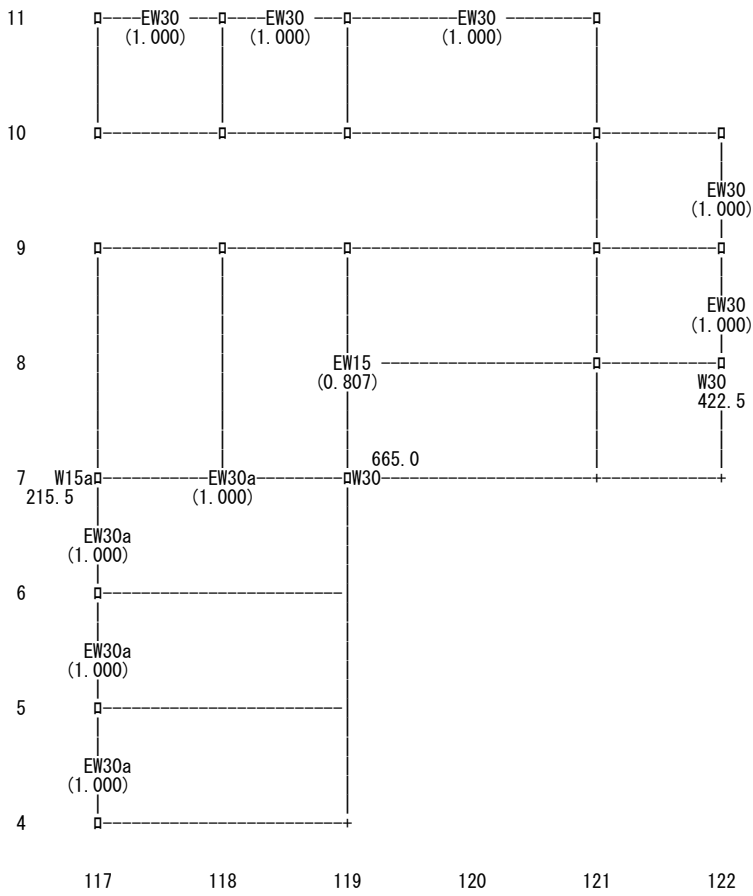 11 EW30 EW30 EW30
(1.000) (1.000) (1.000)
10
EW30
(1.000)
9
EW30
(1.000)
8 EW15
(0.807) W30
422.5
665.0
7 W15a EW30a W30
215.5 (1.000)
EW30a
(1.000)
6
EW30a
(1.000)
5
EW30a
(1.000)
4
117 118 119 120 121 122